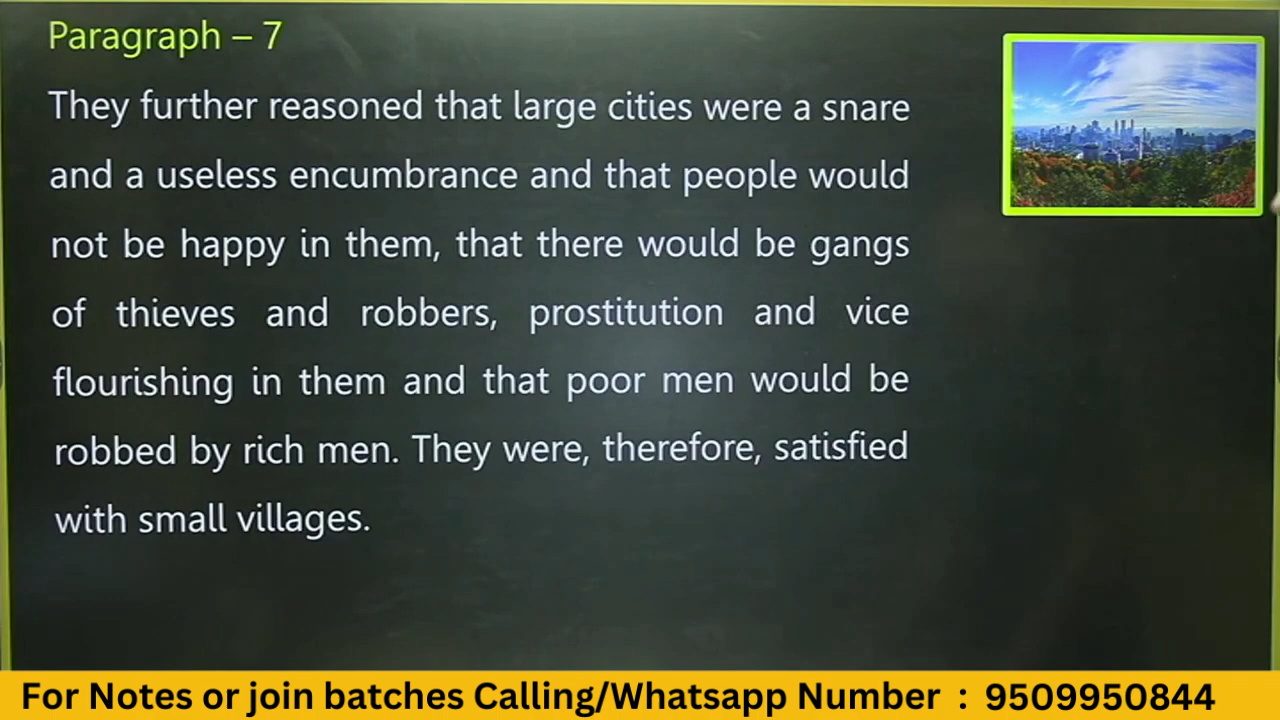 Paragraph – 7
They further reasoned that large cities were a snare
and a useless encumbrance and that people would
not be happy in them, that there would be gangs
of thieves and robbers, prostitution and vice
flourishing in them and that poor men would be
robbed by rich men. They were, therefore, satisfied
with small villages.
For Notes or join batches Calling/Whatsapp Number : 9509950844